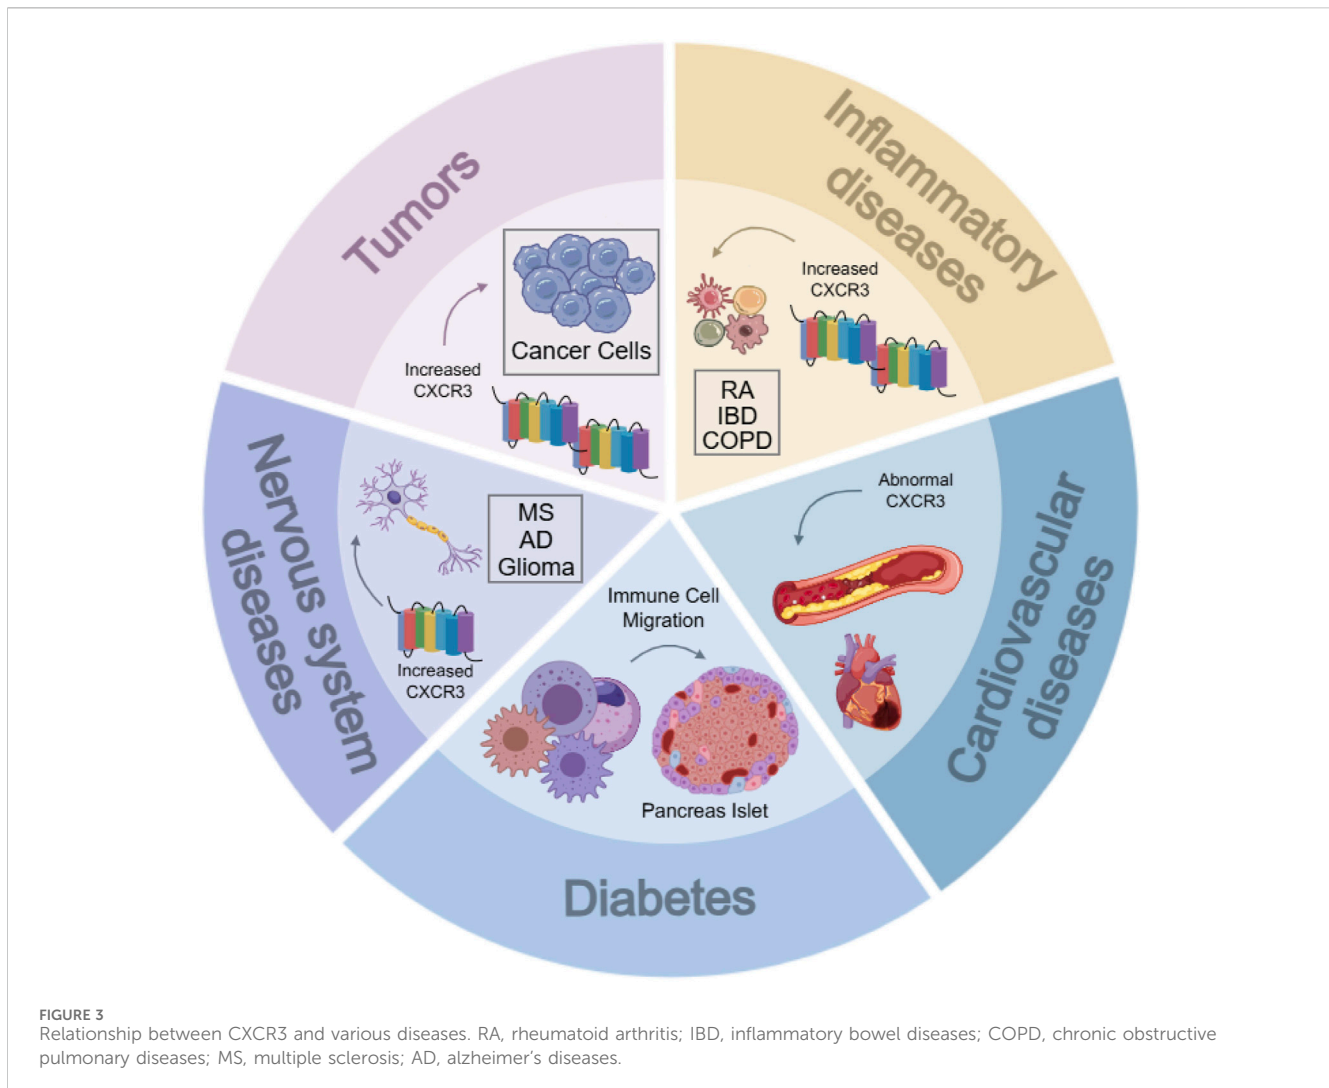 Tumors
Increased
CXCR3
Cancer Cells
Inflammatory
diseases
Increased
CXCR3
RA
IBD
COPD
Cardiovascular
diseases
Abnormal
CXCR3
Diabetes
Immune Cell
Migration
Pancreas Islet
Nervous system
diseases
MS
AD
Glioma
Increased
CXCR3
FIGURE 3
Relationship between CXCR3 and various diseases. RA, rheumatoid arthritis; IBD, inflammatory bowel diseases; COPD, chronic obstructive
pulmonary diseases; MS, multiple sclerosis; AD, alzheimer's diseases.